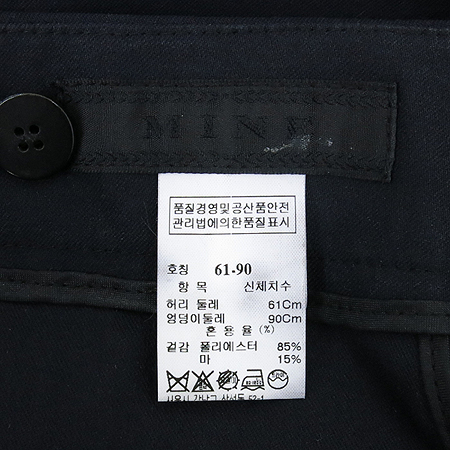 MINE
품질경영및공산품안전
관리법에의한품질표시
호칭 61-90
항 목 신체치수
허리 둘레 61Cm
엉덩이둘레 90Cm
혼 용 율 (%)
겉감 폴리에스터 85%
마 15%